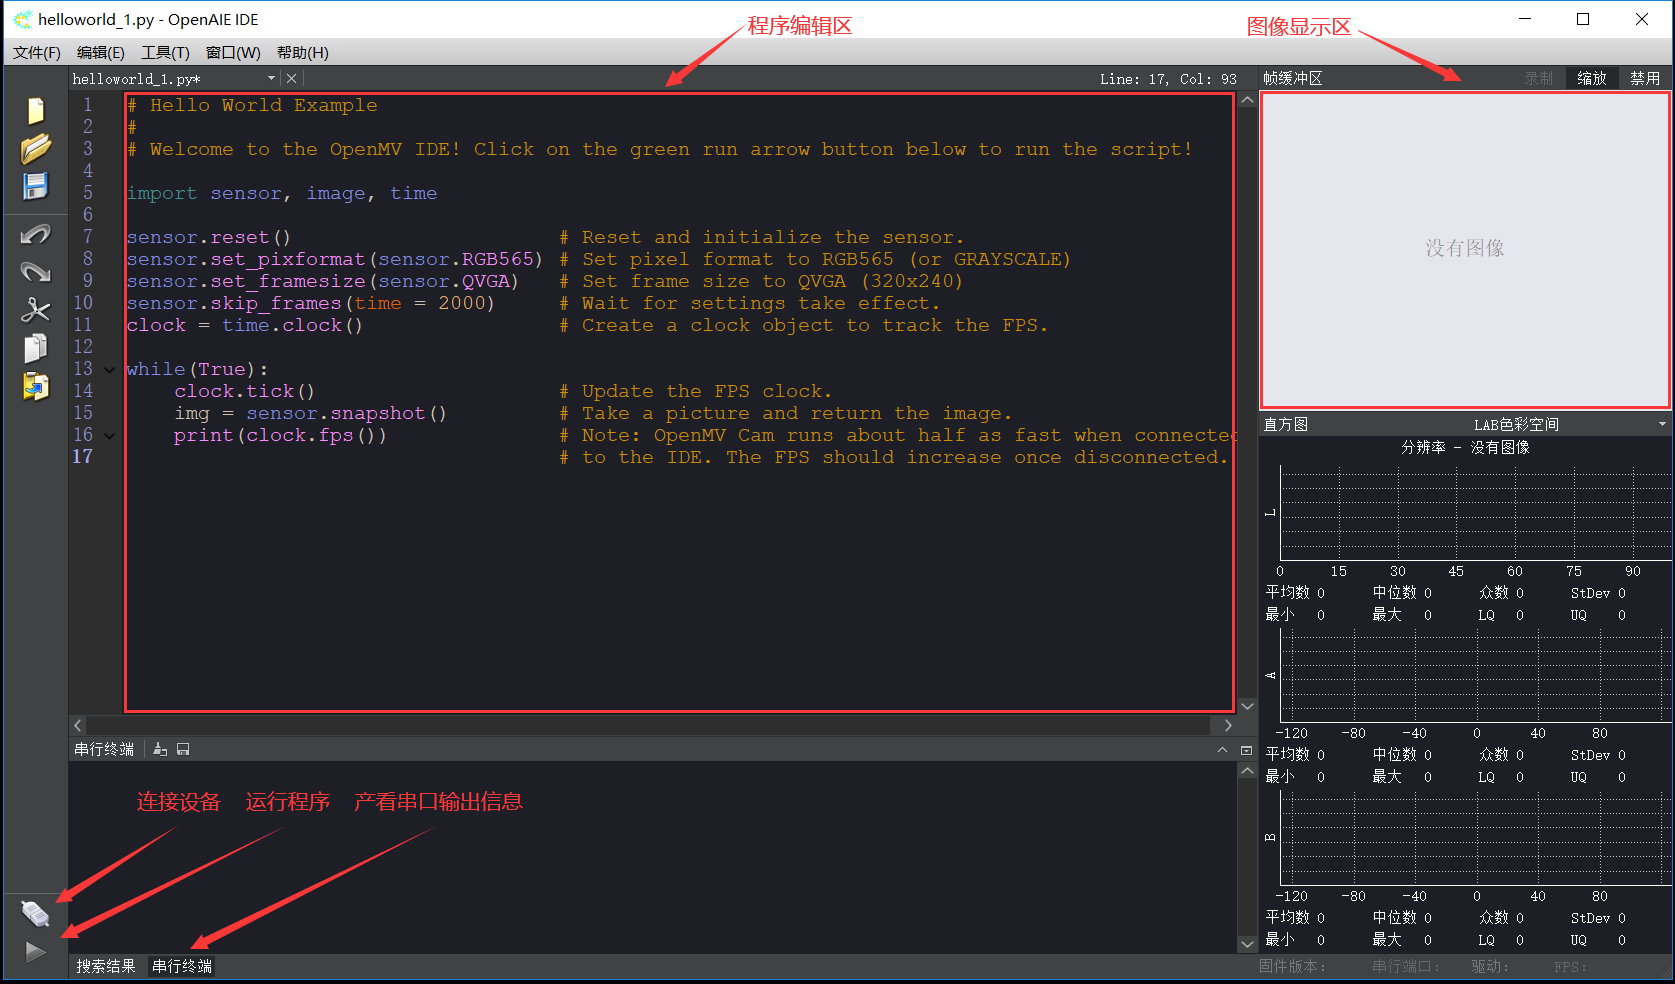 helloworld_1.py - OpenAIE IDE
程序编辑区
图像显示区
文件(F) 编辑(E) 工具(T) 窗口(W) 帮助(H)
helloworld_1.py*
Line: 17, Col: 93
帧缓冲区 录制 缩放 禁用
1 # Hello World Example
2 #
3 # Welcome to the OpenMV IDE! Click on the green run arrow button below to run the script!
4
5 import sensor, image, time
6
7 sensor.reset() # Reset and initialize the sensor.
8 sensor.set_pixformat(sensor.RGB565) # Set pixel format to RGB565 (or GRAYSCALE)
9 sensor.set_framesize(sensor.QVGA) # Set frame size to QVGA (320x240)
10 sensor.skip_frames(time = 2000) # Wait for settings take effect.
11 clock = time.clock() # Create a clock object to track the FPS.
12
13 while(True):
14 clock.tick() # Update the FPS clock.
15 img = sensor.snapshot() # Take a picture and return the image.
16 print(clock.fps()) # Note: OpenMV Cam runs about half as fast when connected
17 # to the IDE. The FPS should increase once disconnected.
没有图像
直方图 LAB色彩空间
分辨率 - 没有图像
L
0 15 30 45 60 75 90
平均数 0 中位数 0 众数 0 StDev 0
最小 0 最大 0 LQ 0 UQ 0
A
-120 -80 -40 0 40 80
平均数 0 中位数 0 众数 0 StDev 0
最小 0 最大 0 LQ 0 UQ 0
B
-120 -80 -40 0 40 80
平均数 0 中位数 0 众数 0 StDev 0
最小 0 最大 0 LQ 0 UQ 0
串行终端
连接设备 运行程序 产看串口输出信息
搜索结果 串行终端
固件版本: 串行端口: 驱动: FPS: